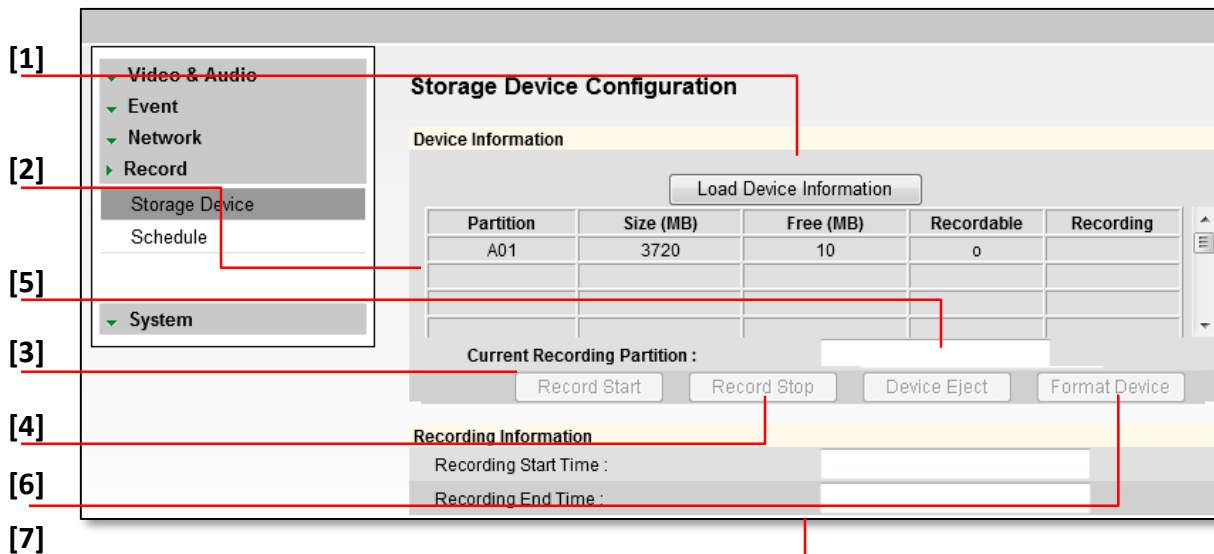 [1]
[2]
[5]
[3]
[4]
[6]
[7]
Video & Audio
Event
Network
Record
Storage Device
Schedule
System
Storage Device Configuration
Device Information
Load Device Information
Partition Size (MB) Free (MB) Recordable Recording
A01 3720 10 o
Current Recording Partition :
Record Start Record Stop Device Eject Format Device
Recording Information
Recording Start Time :
Recording End Time :